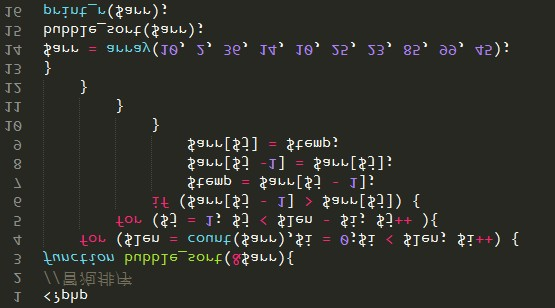 1 <?php
2 //冒泡排序
3 function bubble_sort(&$arr){
4 for ($len = count($arr),$i = 0;$i < $len; $i++) {
5 for ($j = 1; $j < $len - $i; $j++ ){
6 if ($arr[$j - 1] > $arr[$j]) {
7 $temp = $arr[$j - 1];
8 $arr[$j -1] = $arr[$j];
9 $arr[$j] = $temp;
10 }
11 }
12 }
13 }
14 $arr = array(10, 2, 36, 14, 10, 25, 23, 85, 99, 45);
15 bubble_sort($arr);
16 print_r($arr);